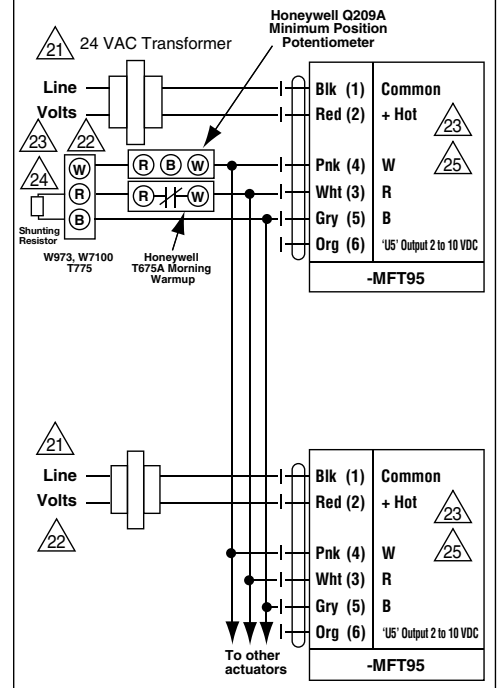 Honeywell Q209A
Minimum Position
Potentiometer
21
24 VAC Transformer
Line
Volts
Blk (1) Common
Red (2) + Hot
23
Pnk (4) W
25
Wht (3) R
Gry (5) B
Org (6) 'U5' Output 2 to 10 VDC
-MFT95
23
22
24
W
R
B
R B W
R W
Shunting
Resistor
W973, W7100
T775
Honeywell
T675A Morning
Warmup
21
Line
Volts
22
Blk (1) Common
Red (2) + Hot
23
Pnk (4) W
25
Wht (3) R
Gry (5) B
Org (6) 'U5' Output 2 to 10 VDC
-MFT95
To other
actuators